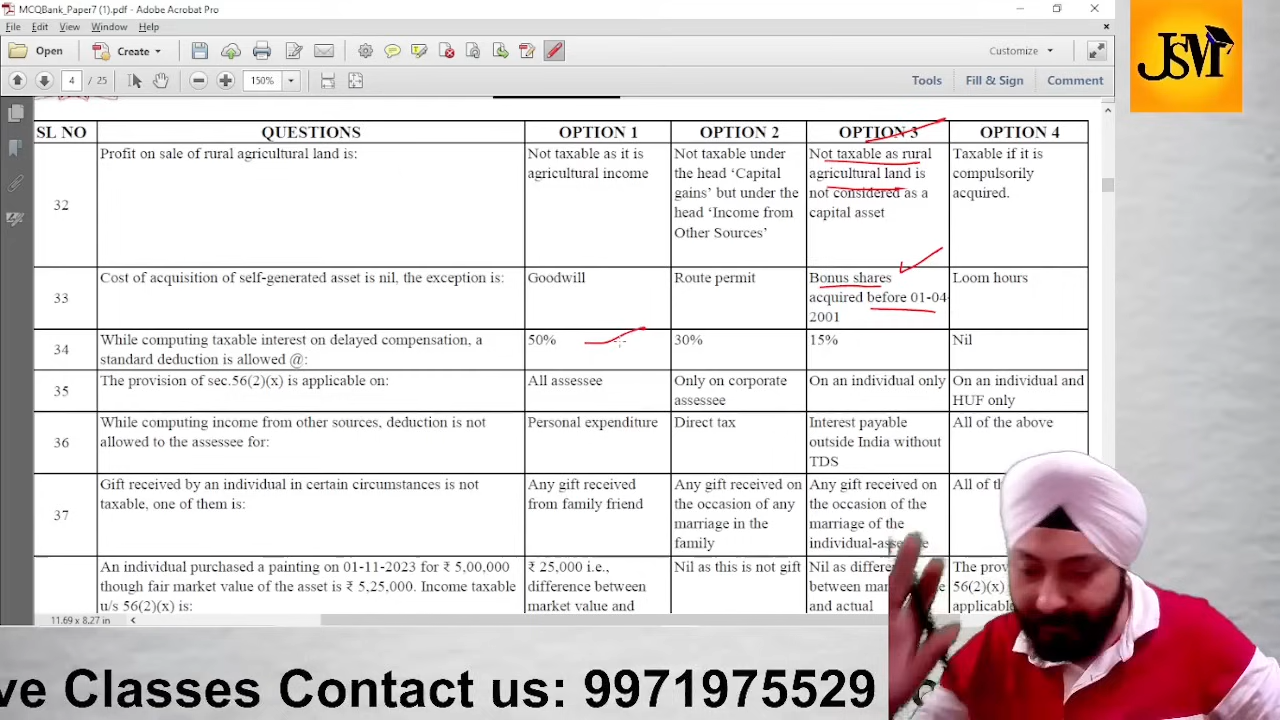 MCQBank_Paper7 (1).pdf - Adobe Acrobat Pro
File Edit View Window Help
Open Create Customize
4 / 25 150% Tools Fill & Sign Comment
JSM
SL NO QUESTIONS OPTION 1 OPTION 2 OPTION 3 OPTION 4
32
Profit on sale of rural agricultural land is:
Not taxable as it is
agricultural income
Not taxable under
the head ‘Capital
gains’ but under the
head ‘Income from
Other Sources’
Not taxable as rural
agricultural land is
not considered as a
capital asset
Taxable if it is
compulsorily
acquired.
33
Cost of acquisition of self-generated asset is nil, the exception is:
Goodwill
Route permit
Bonus shares
acquired before 01-04-
2001
Loom hours
34
While computing taxable interest on delayed compensation, a
standard deduction is allowed @:
50%
30%
15%
Nil
35
The provision of sec.56(2)(x) is applicable on:
All assessee
Only on corporate
assessee
On an individual only
On an individual and
HUF only
36
While computing income from other sources, deduction is not
allowed to the assessee for:
Personal expenditure
Direct tax
Interest payable
outside India without
TDS
All of the above
37
Gift received by an individual in certain circumstances is not
taxable, one of them is:
Any gift received
from family friend
Any gift received on
the occasion of any
marriage in the
family
Any gift received on
the occasion of the
marriage of the
All of
An individual purchased a painting on 01-11-2023 for ₹ 5,00,000
though fair market value of the asset is ₹ 5,25,000. Income taxable
u/s 56(2)(x) is:
₹ 25,000 i.e.,
difference between
market value and
Nil as this is not gift
Nil as
between
and actual
The
56(2)(x)
11.69 x 8.27 in
ve Classes Contact us: 9971975529